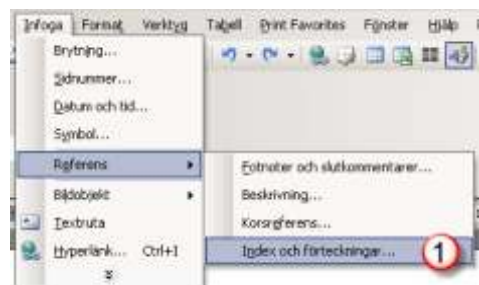 Infoga Format Verktyg Tabell Print Favorites Fönster Hjälp
Brytning...
Sidnummer...
Datum och tid...
Symbol...
Referens
Fotnoter och slutkommentarer...
Bildobjekt
Beskrivning...
Textruta
Korsreferens...
Hyperlänk... Ctrl+I
Index och förteckningar... 1